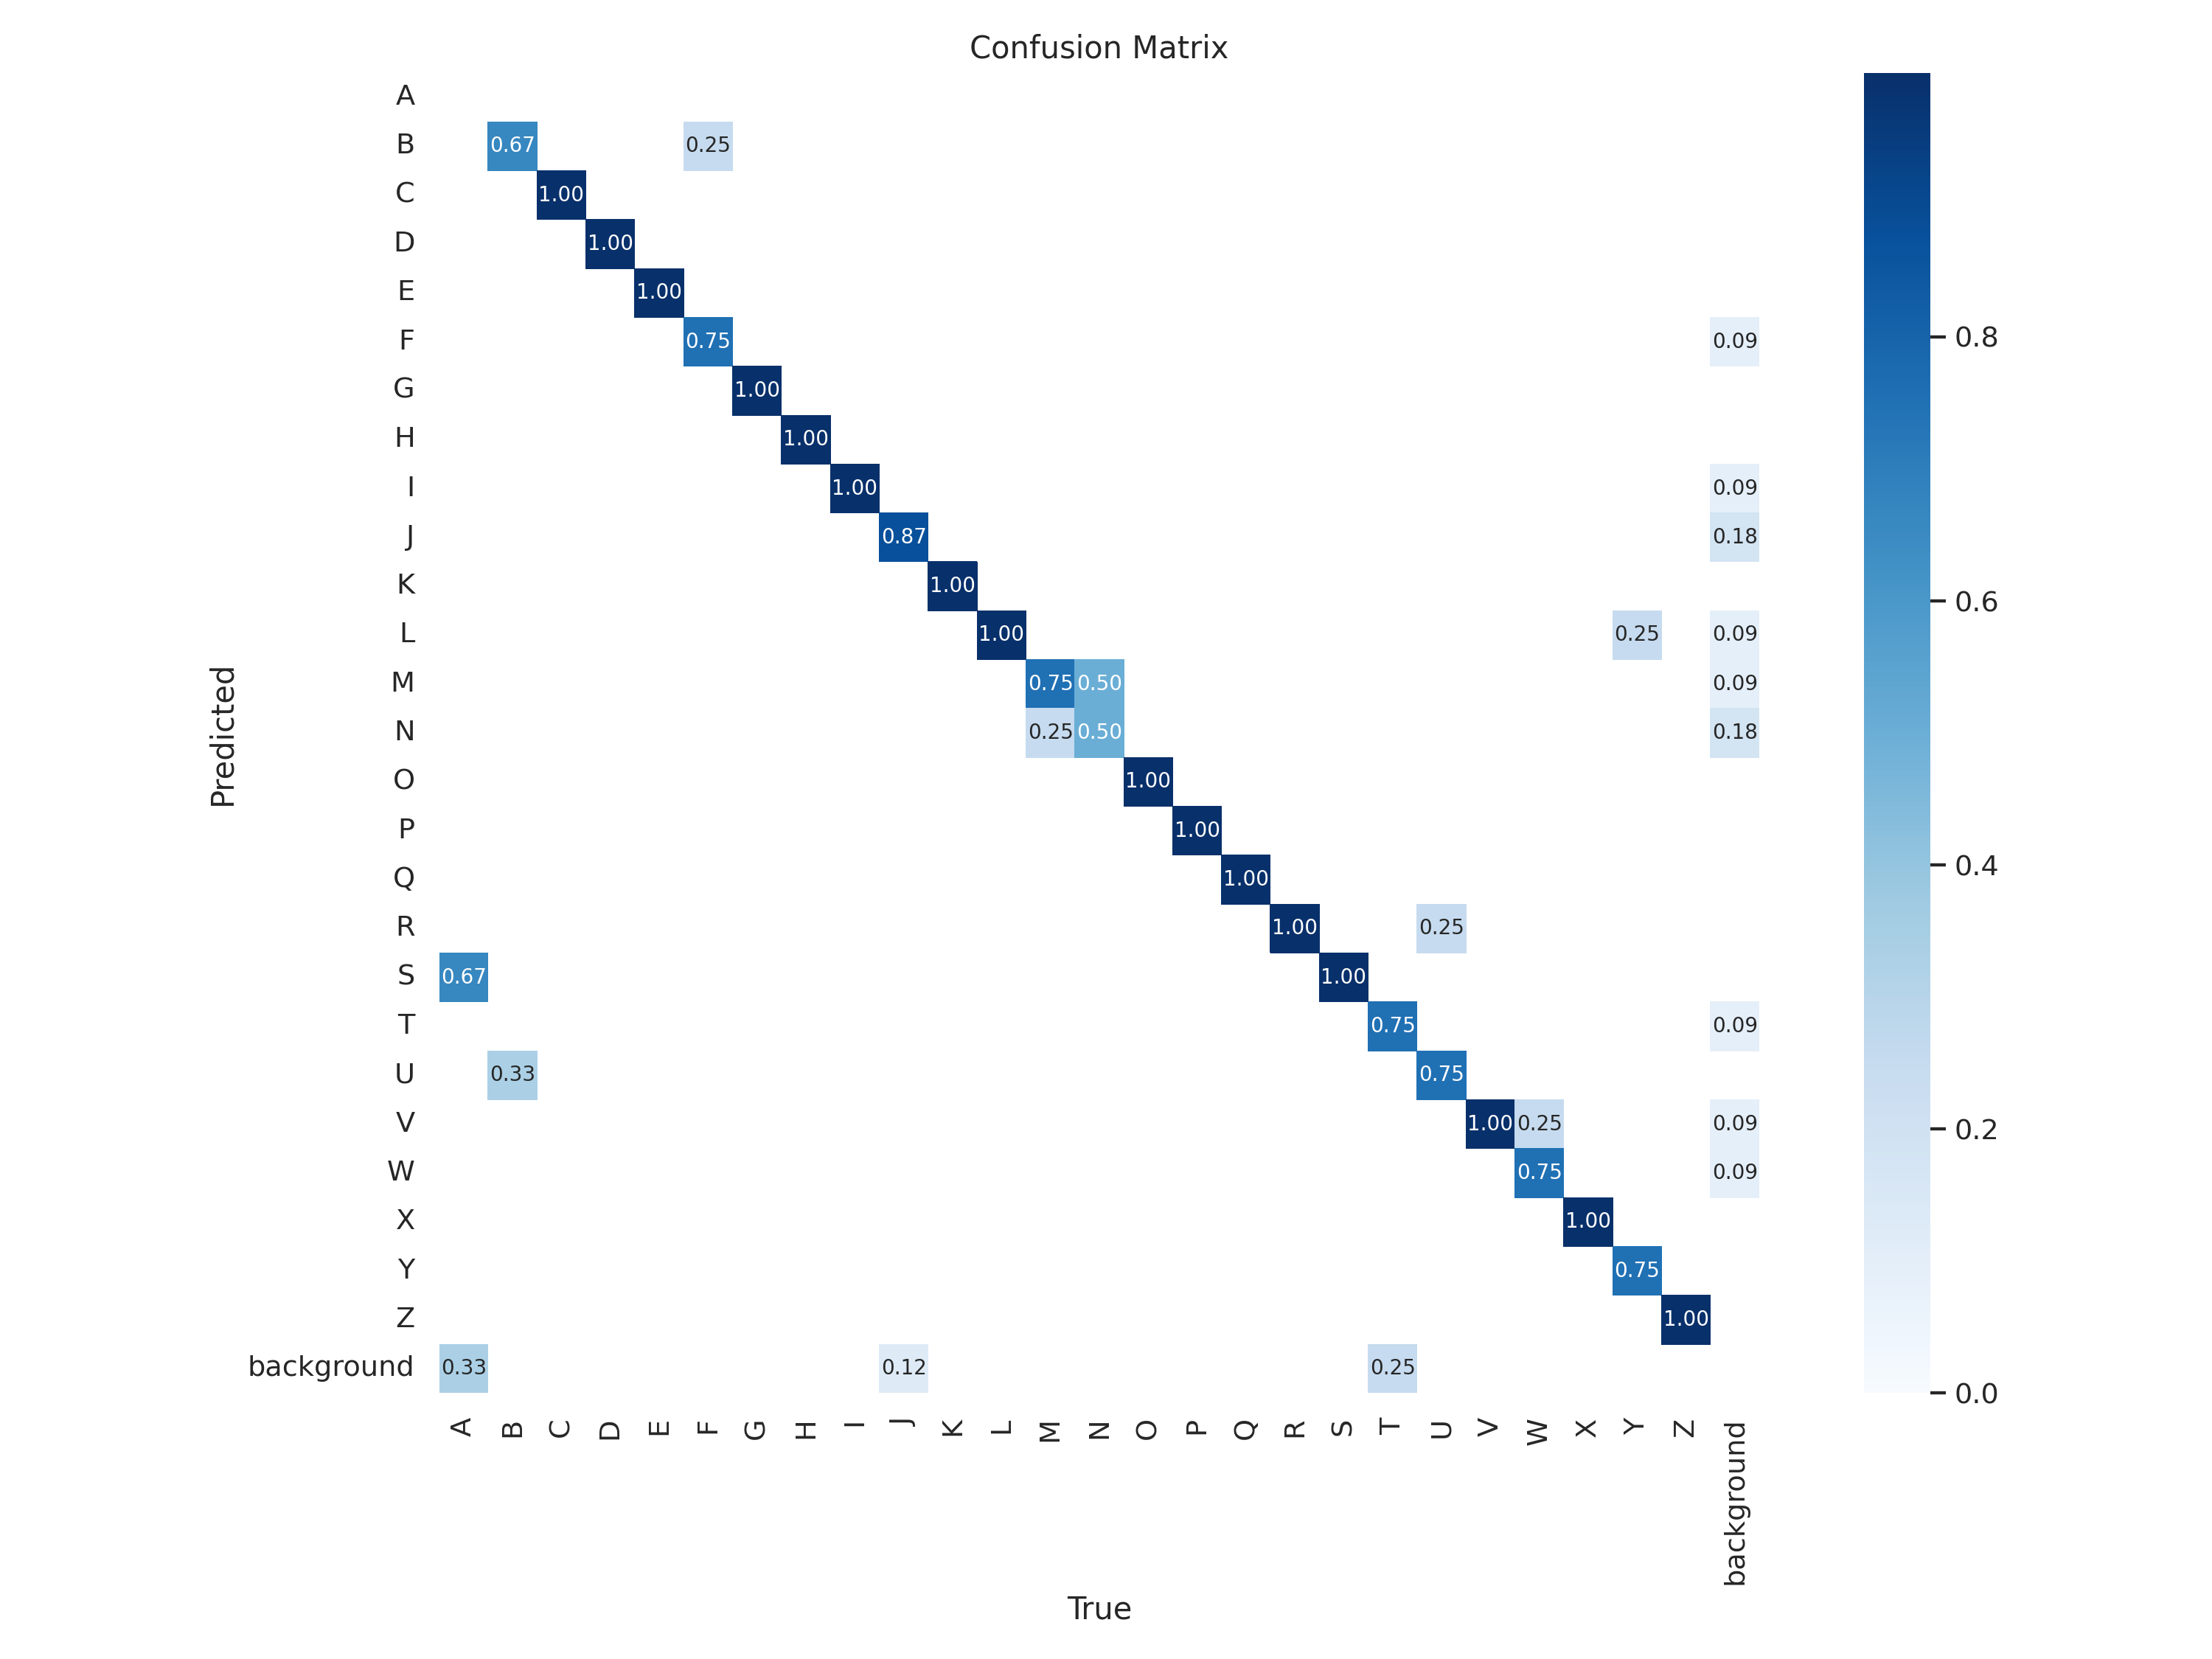 Confusion Matrix
A
B 0.67 0.25
C 1.00
D 1.00
E 1.00
F 0.75 0.09
0.8
G 1.00
H 1.00
I 1.00 0.09
J 0.87 0.18
K 1.00
0.6
L 1.00 0.25 0.09
M 0.75 0.50 0.09
Predicted
N 0.25 0.50 0.18
O 1.00
P 1.00
0.4
Q 1.00
R 1.00 0.25
S 0.67 1.00
T 0.75 0.09
U 0.33 0.75
V 1.00 0.25 0.09
0.2
W 0.75 0.09
X 1.00
Y 0.75
Z 1.00
background 0.33 0.12 0.25
0.0
A B C D E F G H I J K L M N O P Q R S T U V W X Y Z background
True